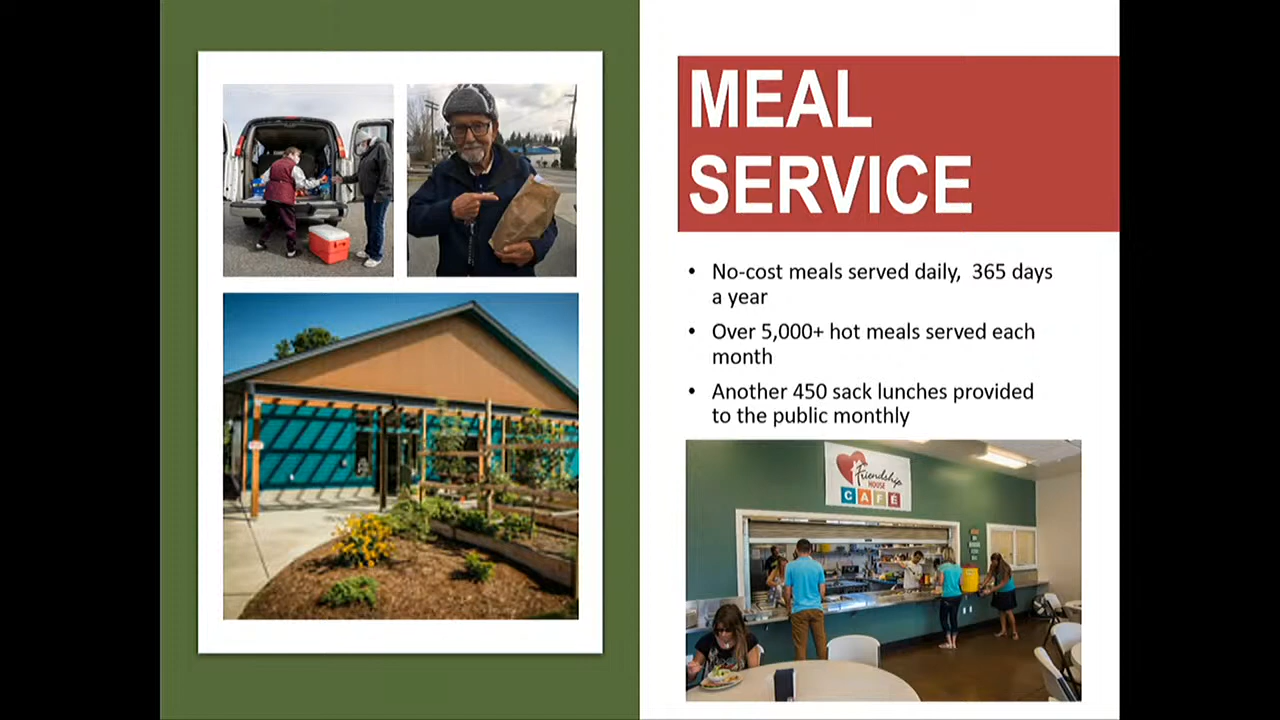 MEAL
SERVICE
• No-cost meals served daily,  365 days
a year
• Over 5,000+ hot meals served each
month
• Another 450 sack lunches provided
to the public monthly
Friendship
HOUSE
CAFÉ